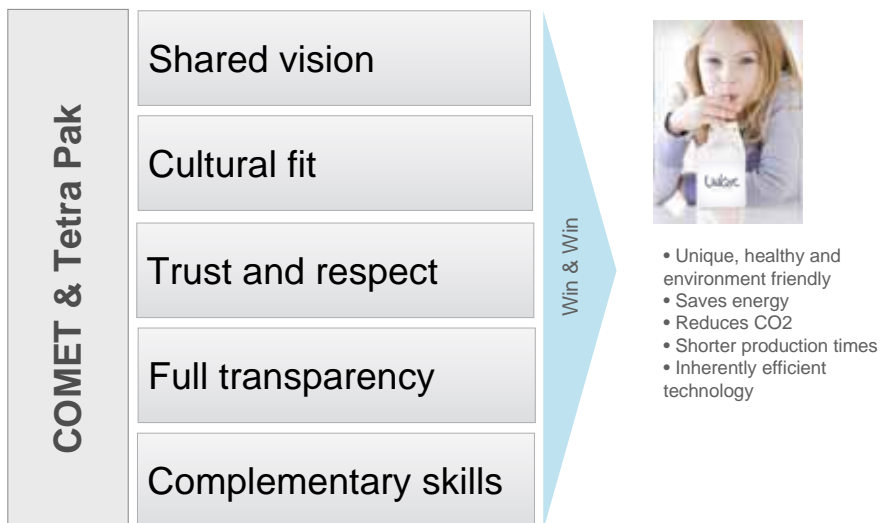 COMET & Tetra Pak
Shared vision
Cultural fit
Trust and respect
Full transparency
Complementary skills
Win & Win
• Unique, healthy and
environment friendly
• Saves energy
• Reduces CO2
• Shorter production times
• Inherently efficient
technology